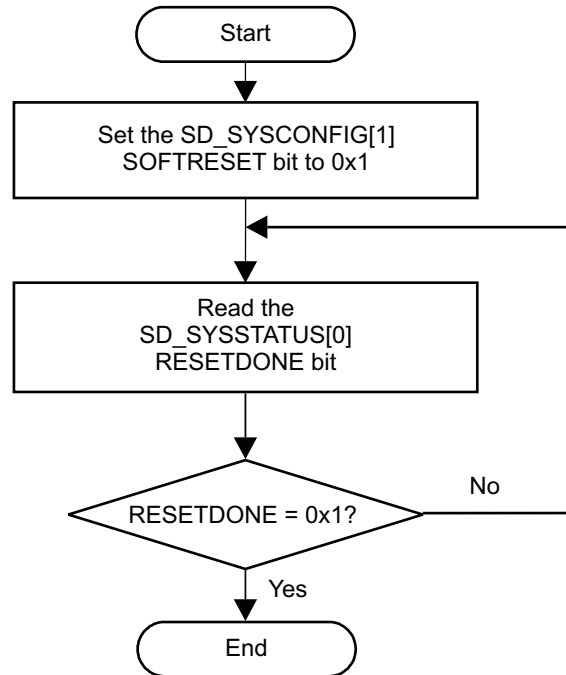 Start
Set the SD_SYSCONFIG[1]
SOFTRESET bit to 0x1
Read the
SD_SYSSTATUS[0]
RESETDONE bit
RESETDONE = 0x1?
No
Yes
End